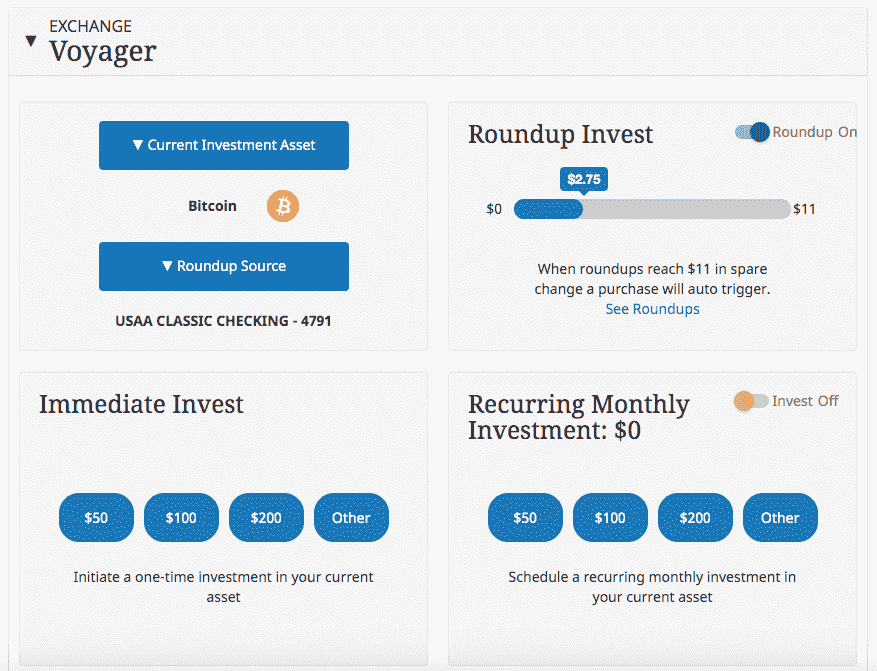 EXCHANGE
Voyager
Current Investment Asset
Bitcoin
Roundup Source
USAA CLASSIC CHECKING - 4791
Roundup Invest
Roundup On
$2.75
$0
$11
When roundups reach $11 in spare
change a purchase will auto trigger.
See Roundups
Immediate Invest
$50
$100
$200
Other
Initiate a one-time investment in your current
asset
Recurring Monthly
Investment: $0
Invest Off
$50
$100
$200
Other
Schedule a recurring monthly investment in
your current asset